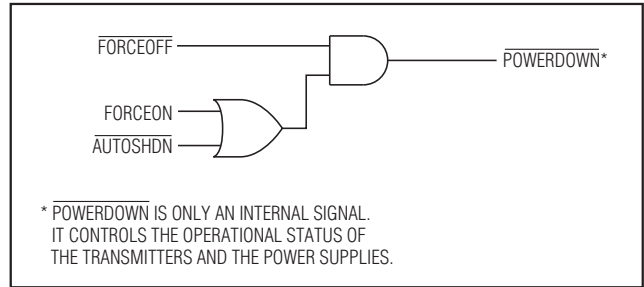 FORCEOFF
POWERDOWN*
FORCEON
AUTOSHDN
* POWERDOWN IS ONLY AN INTERNAL SIGNAL.
IT CONTROLS THE OPERATIONAL STATUS OF
THE TRANSMITTERS AND THE POWER SUPPLIES.